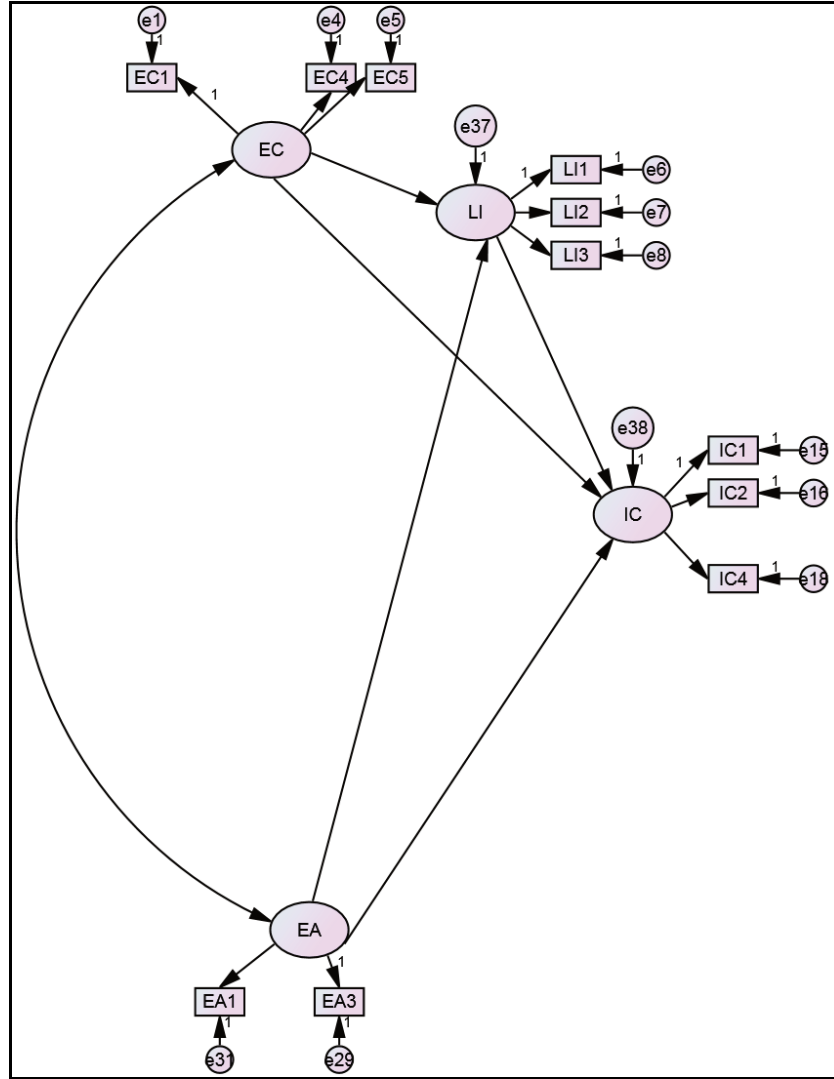 e1 e4 e5
1 1 1
EC1 EC4 EC5
1
EC
e37
1
1 LI1 1 e6
LI LI2 1 e7
LI3 1 e8
e38
1
1 IC1 1 e15
IC IC2 1 e16
IC4 1 e18
EA
1
EA1 EA3
1 1
e31 e29